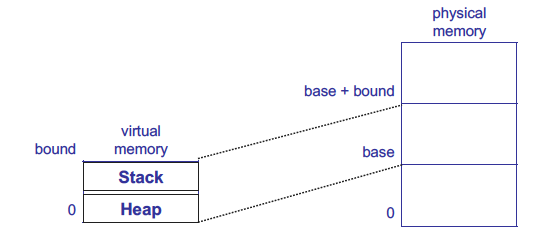 physical
memory
base + bound
virtual
memory
bound
base
Stack
Heap
0
0